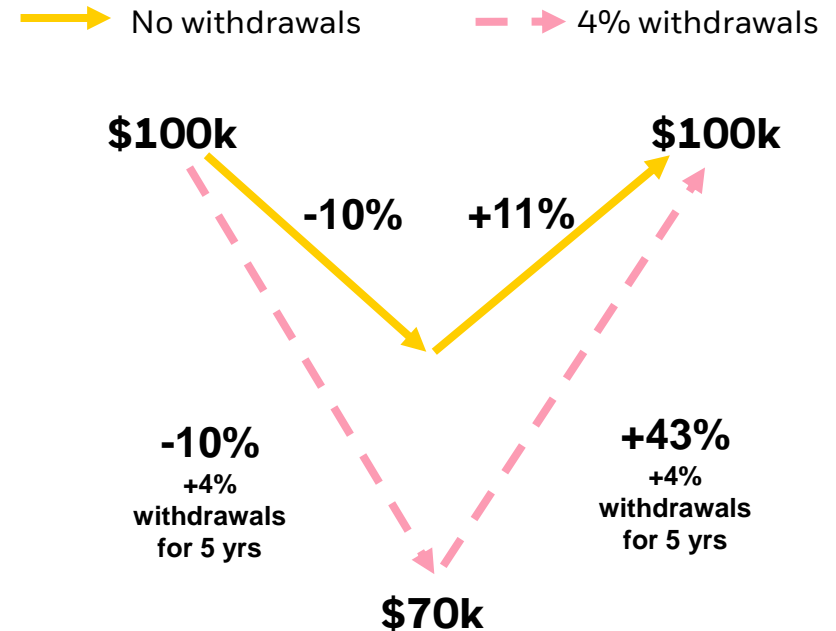 No withdrawals
4% withdrawals
$100k
$100k
-10%
+11%
-10%
+4%
withdrawals
for 5 yrs
+43%
+4%
withdrawals
for 5 yrs
$70k